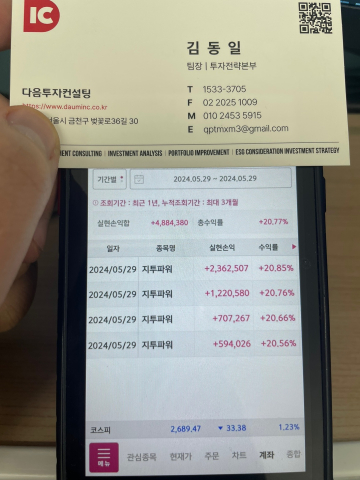 IC
김 동 일
팀장 | 투자전략본부
다음투자컨설팅
https://www.dauminc.co.kr
서울시 금천구 벚꽃로36길 30
T 1533-3705
F 02 2025 1009
M 010 2453 5915
E qptmxm3@gmail.com
CONSULTING | INVESTMENT ANALYSIS | PORTFOLIO IMPROVEMENT | ESG CONSIDERATION INVESTMENT STRATEGY
기간별 2024.05.29 ~ 2024.05.29
조회기간 : 최근 1년, 누적조회기간 : 최대 3개월
실현손익합 +4,884,380 총수익률 +20.77%
일자 종목명 실현손익 수익률
2024/05/29 지투파워 +2,362,507 +20,85%
2024/05/29 지투파워 +1,220,580 +20.76%
2024/05/29 지투파워 +707,267 +20,66%
2024/05/29 지투파워 +594,026 +20.56%
코스피 2,689.47 ▼ 33.38 1.23%
메뉴 관심종목 현재가 주문 차트 계좌 종합